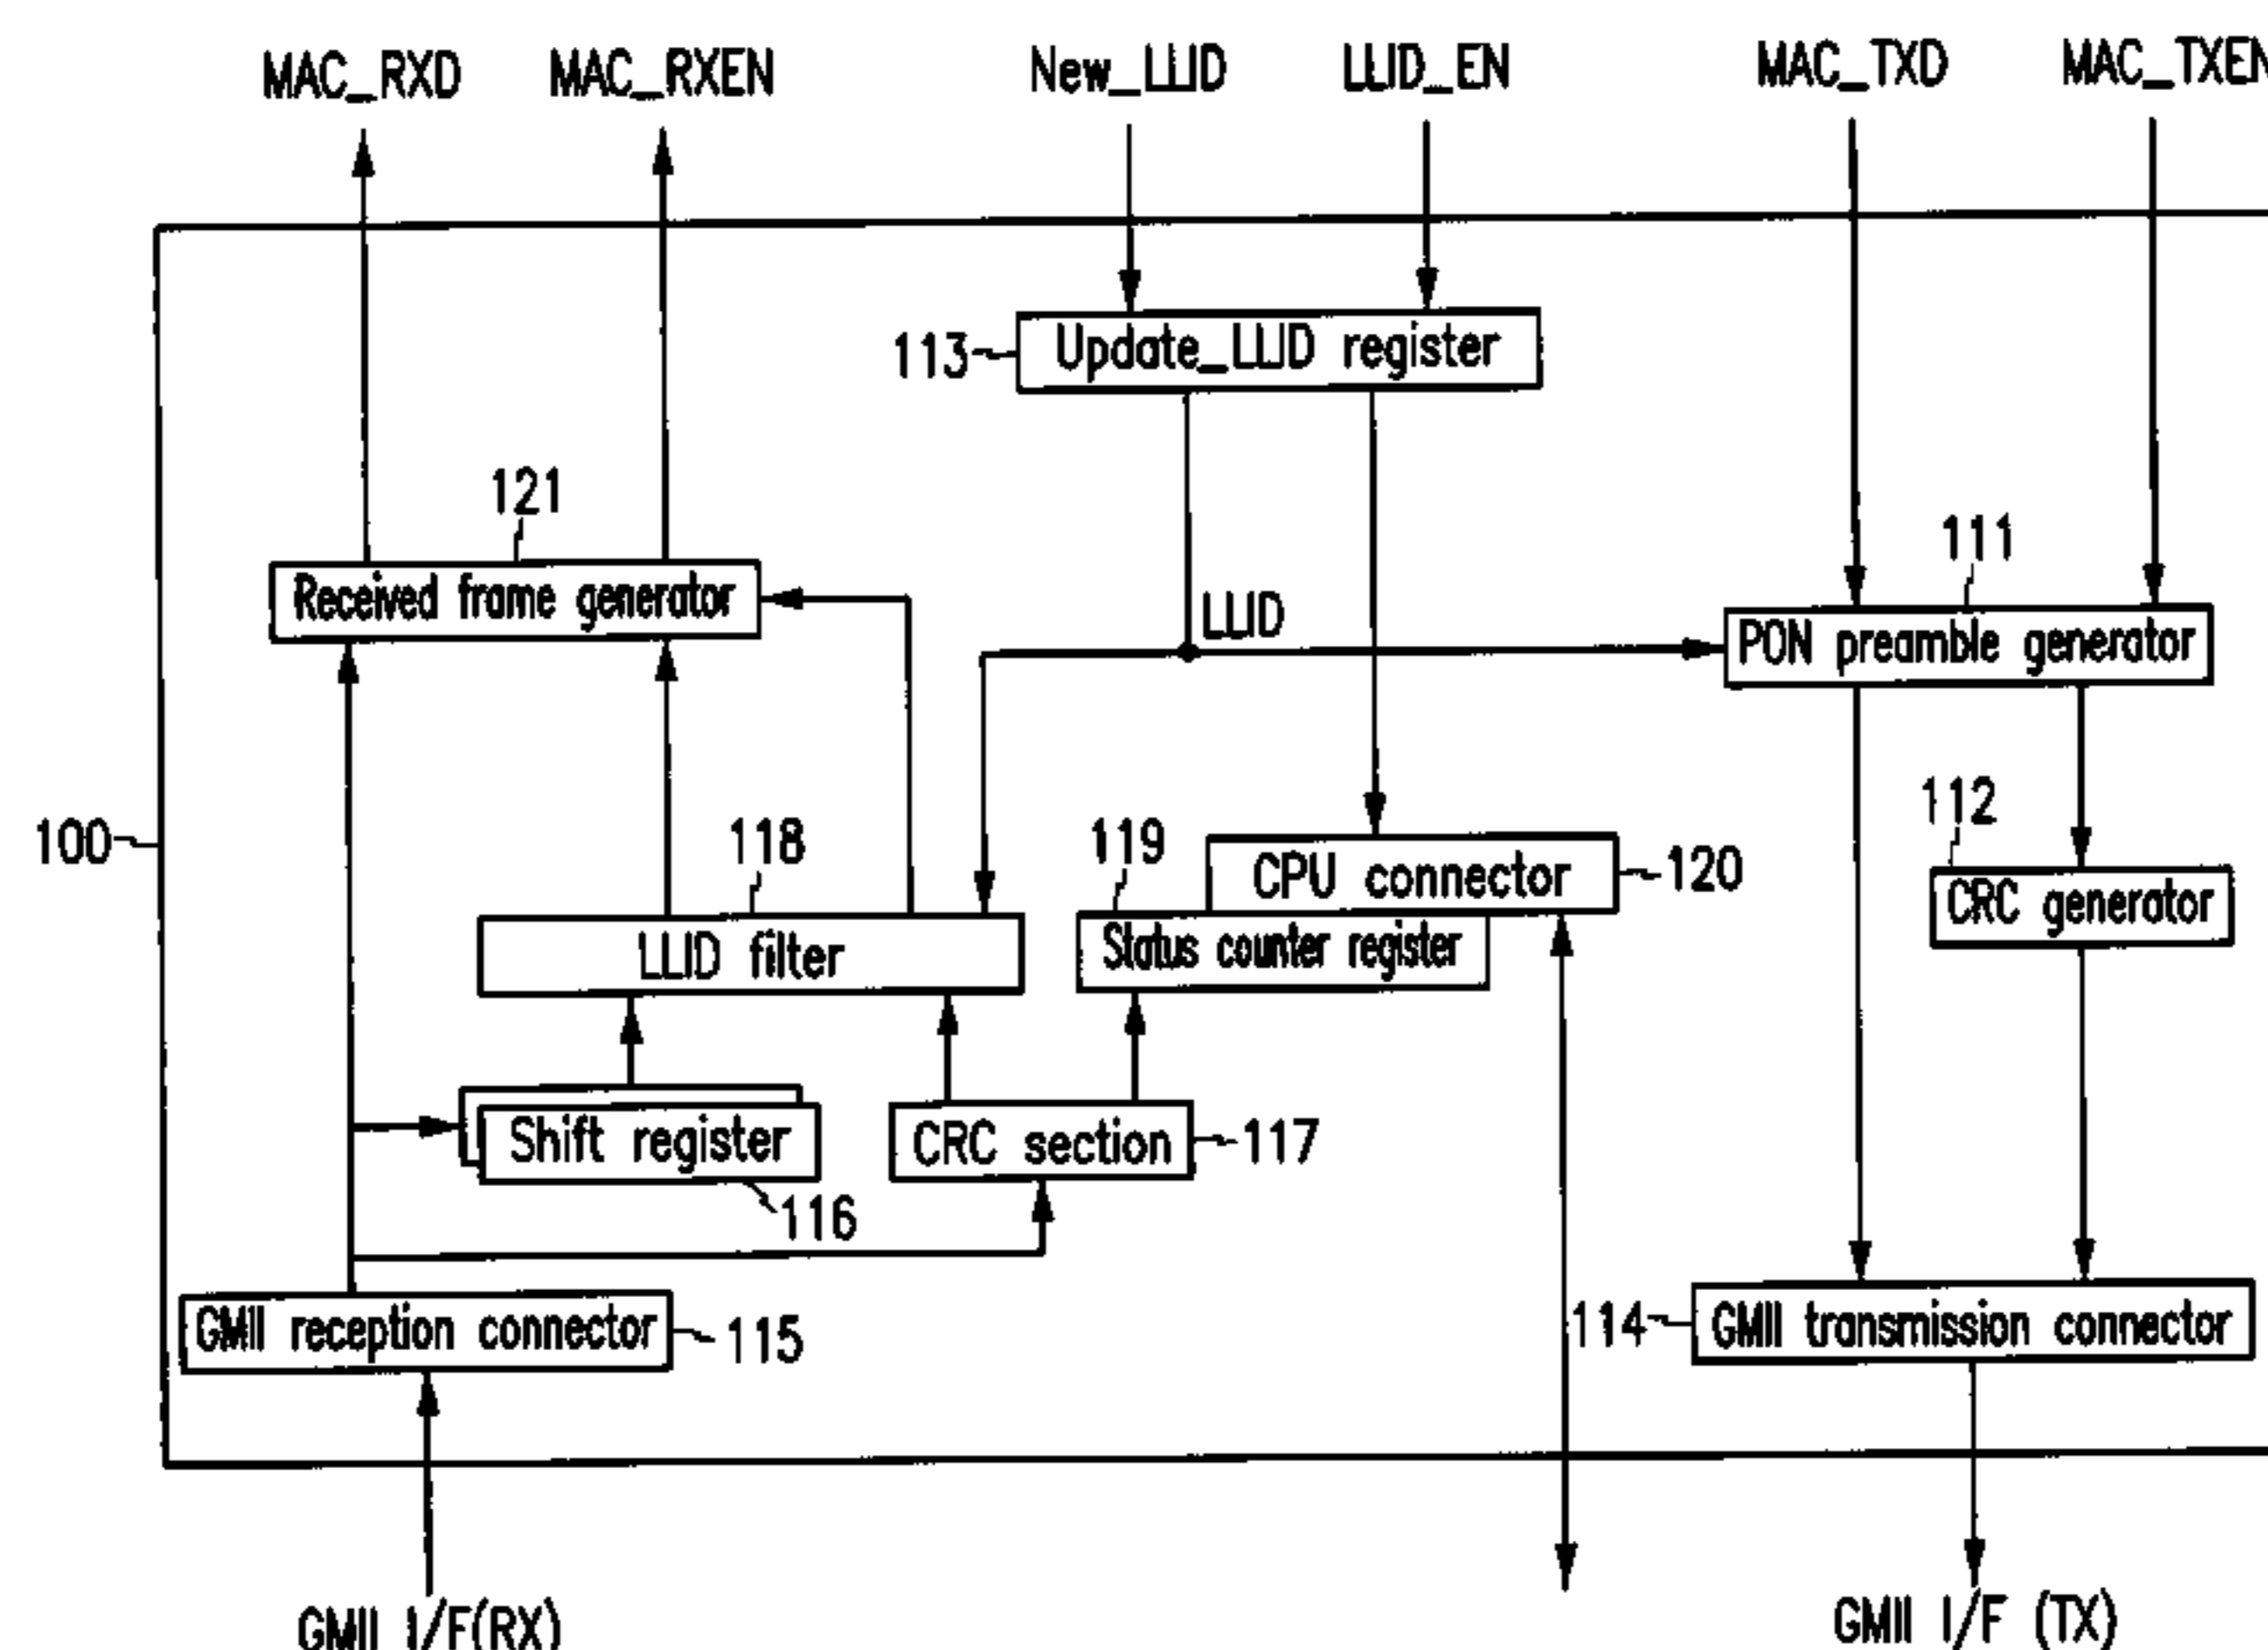 MAC_RXD MAC_RXEN New_LLID LLID_EN MAC_TXD MAC_TXEN
113 Update_LLID register
121
111
Received frame generator
LLID
PON preamble generator
112
100
118
119
CPU connector
120
CRC generator
LLID filter
Status counter register
Shift register
CRC section
117
116
GMII reception connector
115
114
GMII transmission connector
GMII I/F(RX)
GMII I/F (TX)